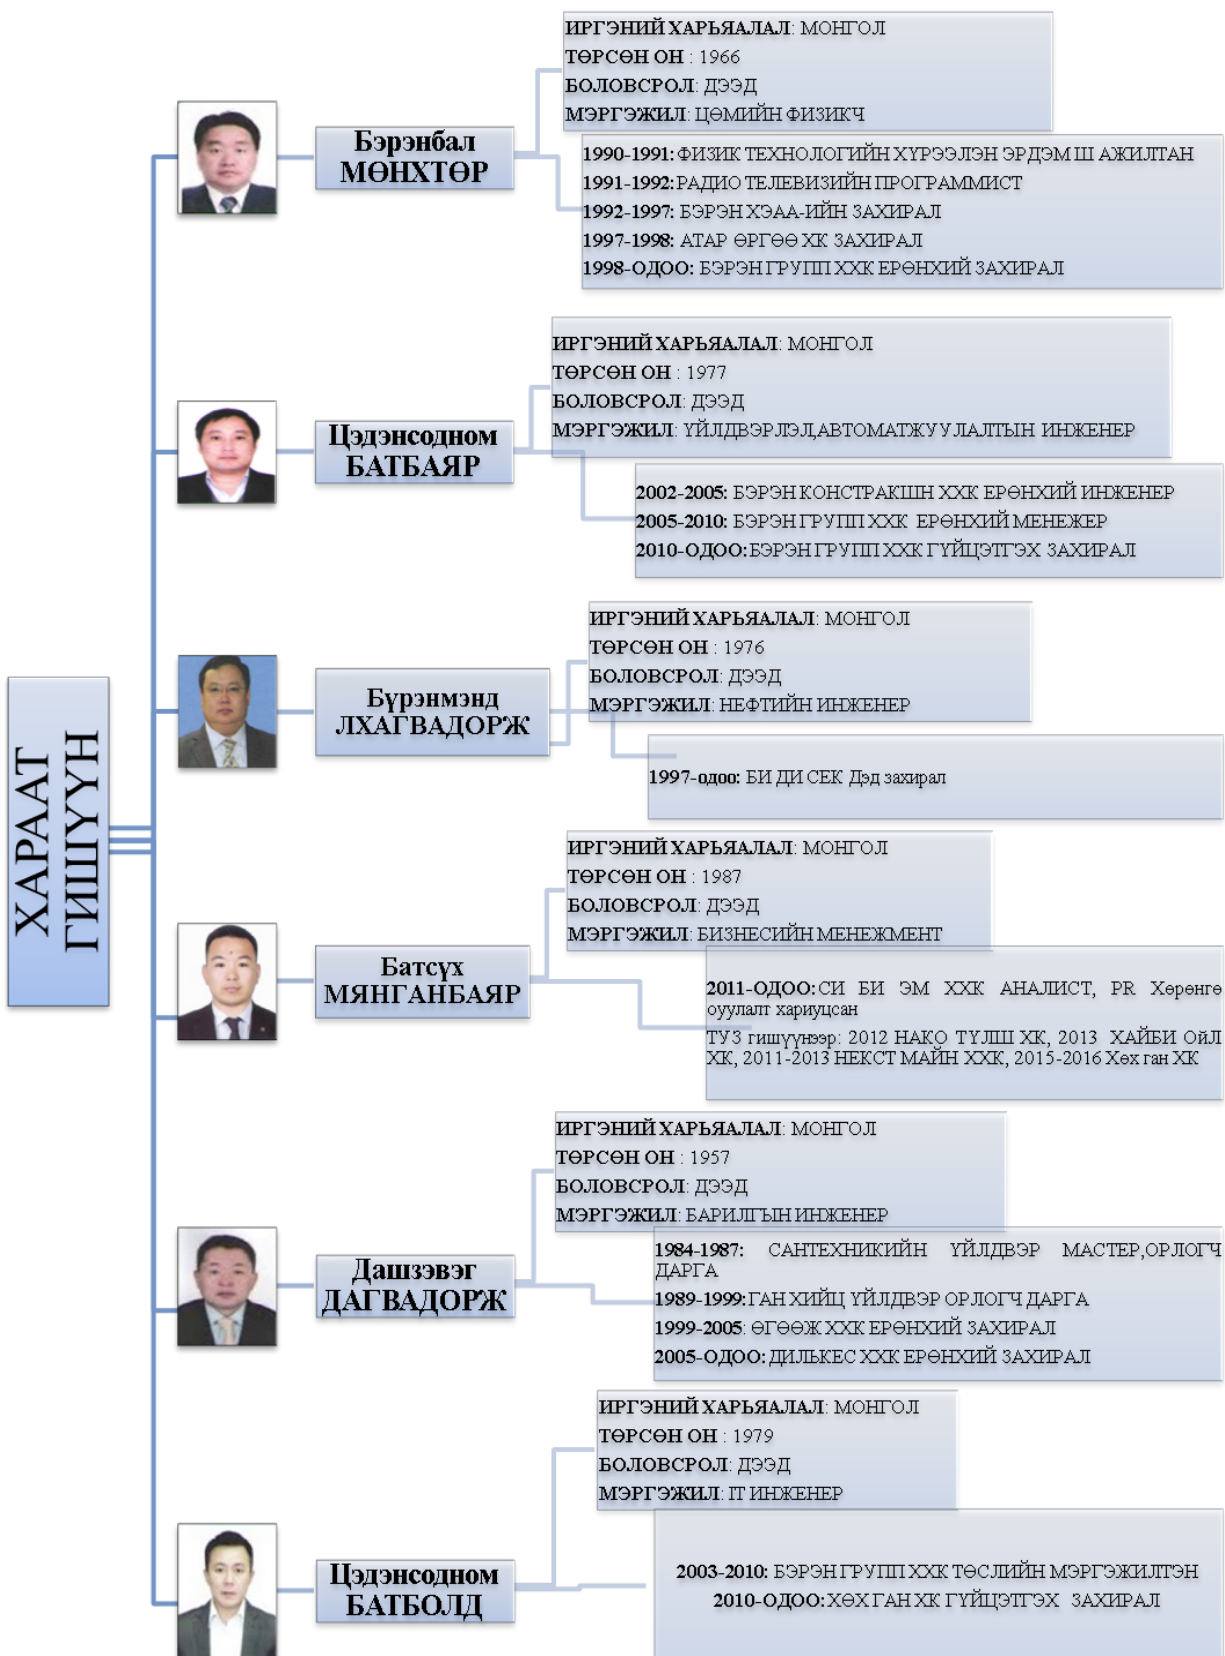 ХАРААТ
ГИШҮҮН
Бэрэнбал
МӨНХТӨР
ИРГЭНИЙ ХАРЬЯАЛАЛ: МОНГОЛ
ТӨРСӨН ОН : 1966
БОЛОВСРОЛ: ДЭЭД
МЭРГЭЖИЛ: ЦӨМИЙН ФИЗИКЧ
1990-1991: ФИЗИК ТЕХНОЛОГИЙН ХҮРЭЭЛЭН ЭРДЭМ Ш АЖИЛТАН
1991-1992: РАДИО ТЕЛЕВИЗИЙН ПРОГРАММИСТ
1992-1997: БЭРЭН ХЭАА-ИЙН ЗАХИРАЛ
1997-1998: АТАР ӨРГӨӨ ХК ЗАХИРАЛ
1998-ОДОО: БЭРЭН ГРУПП ХХК ЕРӨНХИЙ ЗАХИРАЛ
Цэдэнсодном
БАТБАЯР
ИРГЭНИЙ ХАРЬЯАЛАЛ: МОНГОЛ
ТӨРСӨН ОН : 1977
БОЛОВСРОЛ: ДЭЭД
МЭРГЭЖИЛ: ҮЙЛДВЭРЛЭЛ,АВТОМАТЖУУЛАЛТЫН ИНЖЕНЕР
2002-2005: БЭРЭН КОНСТРАКШН ХХК ЕРӨНХИЙ ИНЖЕНЕР
2005-2010: БЭРЭН ГРУПП ХХК ЕРӨНХИЙ МЕНЕЖЕР
2010-ОДОО: БЭРЭН ГРУПП ХХК ГҮЙЦЭТГЭХ ЗАХИРАЛ
Бүрэнмэнд
ЛХАГВАДОРЖ
ИРГЭНИЙ ХАРЬЯАЛАЛ: МОНГОЛ
ТӨРСӨН ОН : 1976
БОЛОВСРОЛ: ДЭЭД
МЭРГЭЖИЛ: НЕФТИЙН ИНЖЕНЕР
1997-одоо: БИ ДИ СЕК Дэд захирал
Батсүх
МЯНГАНБАЯР
ИРГЭНИЙ ХАРЬЯАЛАЛ: МОНГОЛ
ТӨРСӨН ОН : 1987
БОЛОВСРОЛ: ДЭЭД
МЭРГЭЖИЛ: БИЗНЕСИЙН МЕНЕЖМЕНТ
2011-ОДОО: СИ БИ ЭМ ХХК АНАЛИСТ, PR Хөрөнгө
оуулалт хариуцсан
ТУЗ гишүүнээр: 2012 НАКО ТҮЛШ ХК, 2013 ХАЙБИ ОйЛ
ХК, 2011-2013 НЕКСТ МАЙН ХХК, 2015-2016 Хөх ган ХК
Дашзэвэг
ДАГВАДОРЖ
ИРГЭНИЙ ХАРЬЯАЛАЛ: МОНГОЛ
ТӨРСӨН ОН : 1957
БОЛОВСРОЛ: ДЭЭД
МЭРГЭЖИЛ: БАРИЛГЫН ИНЖЕНЕР
1984-1987: САНТЕХНИКИЙН ҮЙЛДВЭР МАСТЕР,ОРЛОГЧ
ДАРГА
1989-1999: ГАН ХИЙЦ ҮЙЛДВЭР ОРЛОГЧ ДАРГА
1999-2005: ӨГӨӨЖ ХХК ЕРӨНХИЙ ЗАХИРАЛ
2005-ОДОО: ДИЛЬКЕС ХХК ЕРӨНХИЙ ЗАХИРАЛ
Цэдэнсодном
БАТБОЛД
ИРГЭНИЙ ХАРЬЯАЛАЛ: МОНГОЛ
ТӨРСӨН ОН : 1979
БОЛОВСРОЛ: ДЭЭД
МЭРГЭЖИЛ: IT ИНЖЕНЕР
2003-2010: БЭРЭН ГРУПП ХХК ТӨСЛИЙН МЭРГЭЖИЛТЭН
2010-ОДОО: ХӨХ ГАН ХК ГҮЙЦЭТГЭХ ЗАХИРАЛ